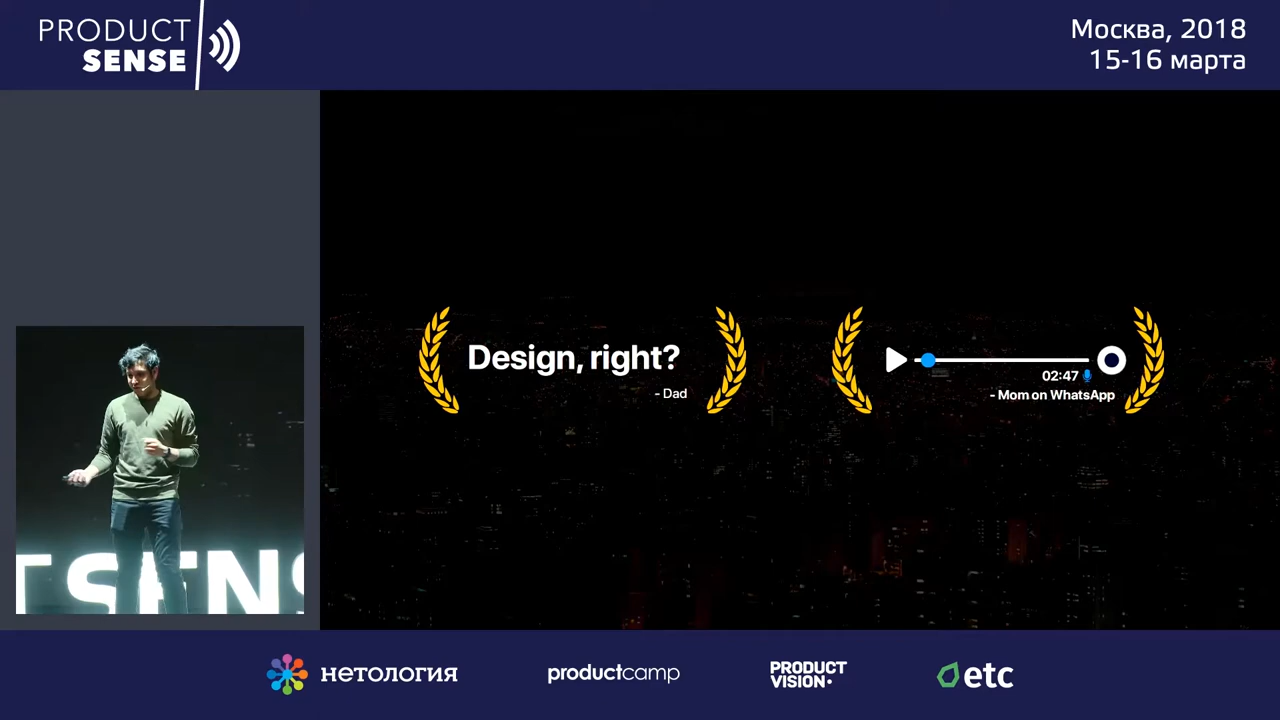 PRODUCT
SENSE
Москва, 2018
15-16 марта
Design, right?
- Dad
02:47
- Mom on WhatsApp
TSENS
нетология
productcamp
PRODUCT
VISION
etc